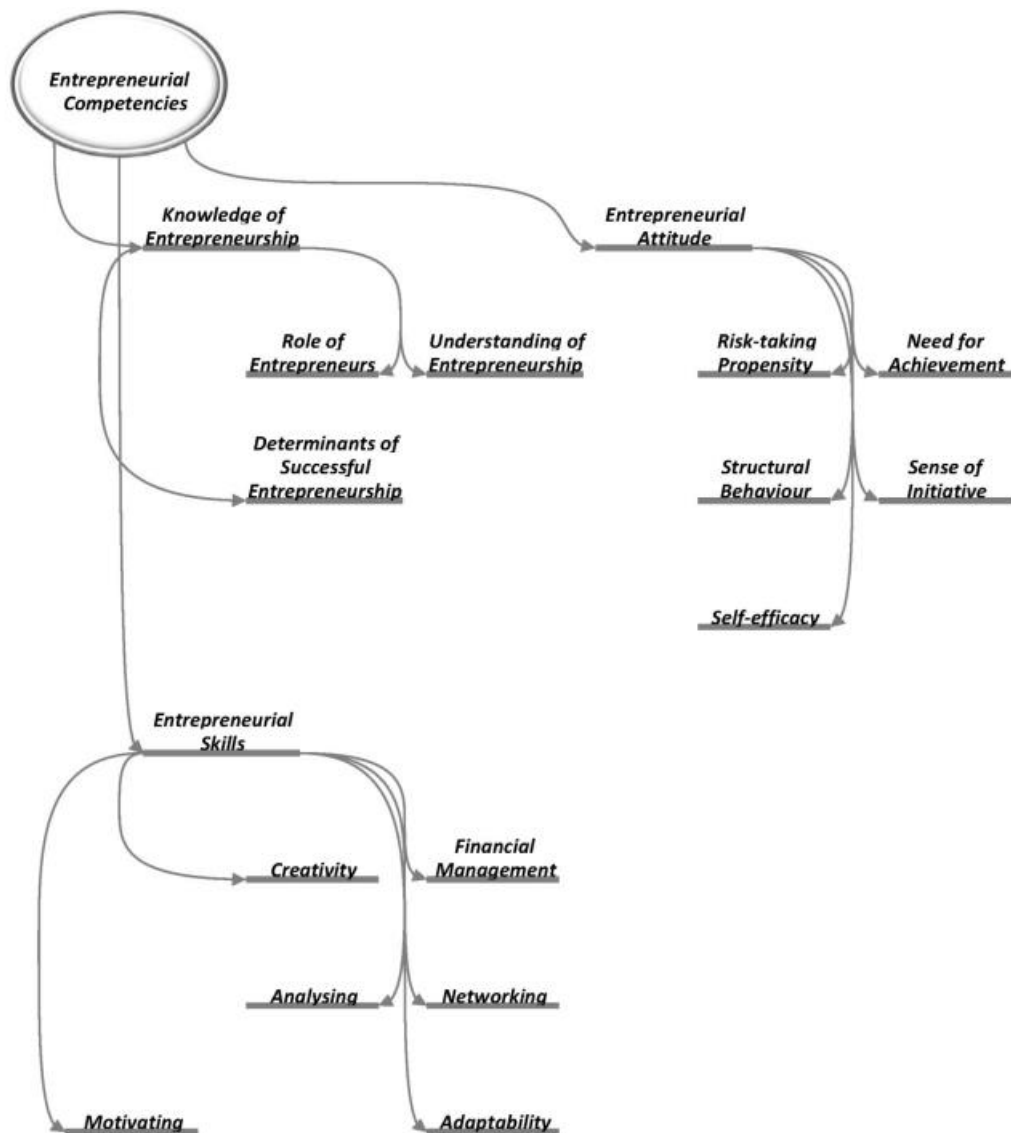 Entrepreneurial
Competencies
Knowledge of
Entrepreneurship
Entrepreneurial
Attitude
Role of
Entrepreneurs
Understanding of
Entrepreneurship
Risk-taking
Propensity
Need for
Achievement
Determinants of
Successful
Entrepreneurship
Structural
Behaviour
Sense of
Initiative
Self-efficacy
Entrepreneurial
Skills
Creativity
Financial
Management
Analysing
Networking
Motivating
Adaptability